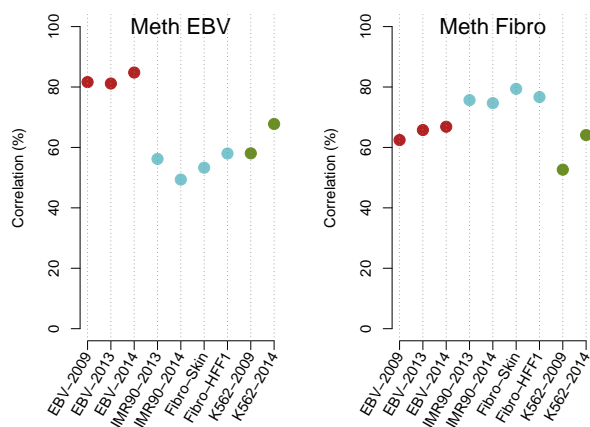 Meth EBV
Correlation (%)
100
80
60
40
20
0
EBV−2009
EBV−2013
EBV−2014
IMR90−2013
IMR90−2014
Fibro−Skin
Fibro−HFF1
K562−2009
K562−2014
Meth Fibro
Correlation (%)
100
80
60
40
20
0
EBV−2009
EBV−2013
EBV−2014
IMR90−2013
IMR90−2014
Fibro−Skin
Fibro−HFF1
K562−2009
K562−2014